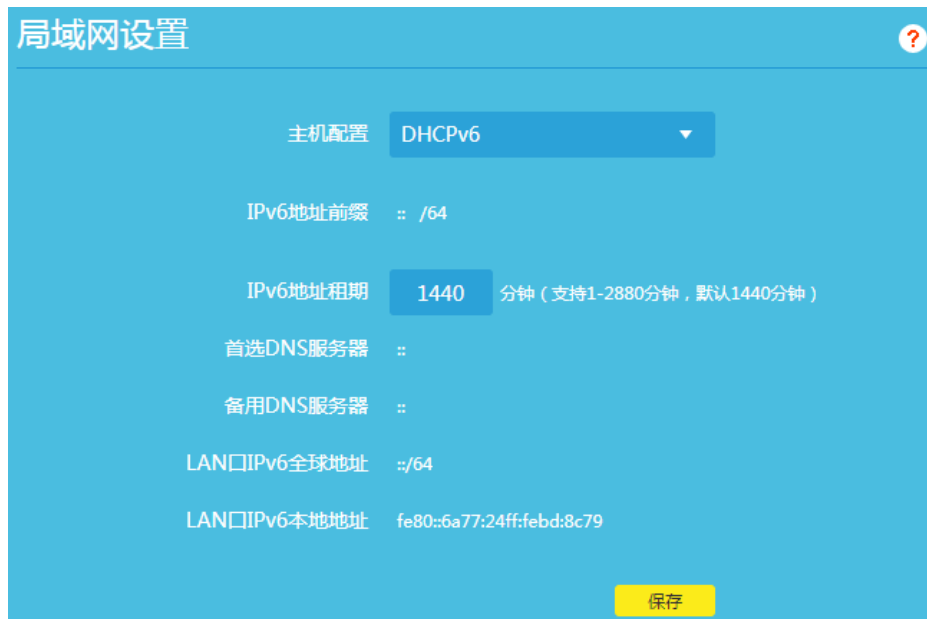 局域网设置
?
主机配置 DHCPv6
IPv6地址前缀 :: /64
IPv6地址租期 1440 分钟（支持1-2880分钟，默认1440分钟）
首选DNS服务器 ::
备用DNS服务器 ::
LAN口IPv6全球地址 ::/64
LAN口IPv6本地地址 fe80::6a77:24ff:febd:8c79
保存